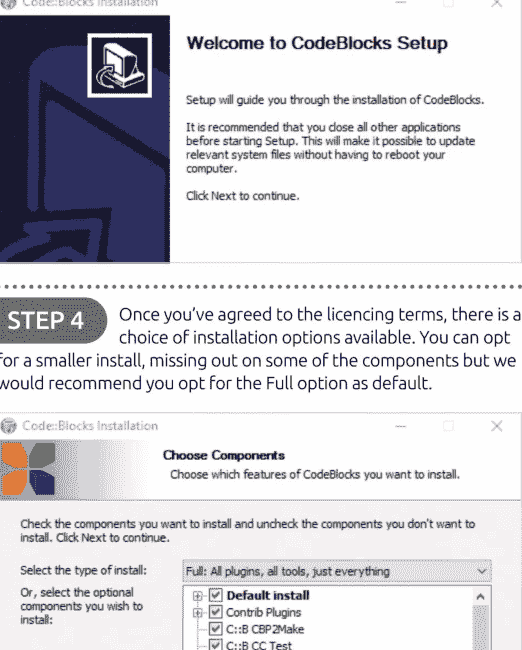 Code::Blocks Installation
Welcome to CodeBlocks Setup
Setup will guide you through the installation of CodeBlocks.
It is recommended that you close all other applications
before starting Setup. This will make it possible to update
relevant system files without having to reboot your
computer.
Click Next to continue.
STEP 4 Once you've agreed to the licencing terms, there is a
choice of installation options available. You can opt
for a smaller install, missing out on some of the components but we
would recommend you opt for the Full option as default.
Code::Blocks Installation
Choose Components
Choose which features of CodeBlocks you want to install.
Check the components you want to install and uncheck the components you don't want to
install. Click Next to continue.
Select the type of install:
Full: All plugins, all tools, just everything
Or, select the optional
components you wish to
install:
Default install
Contrib Plugins
C::B CBP2Make
C::B CC Test